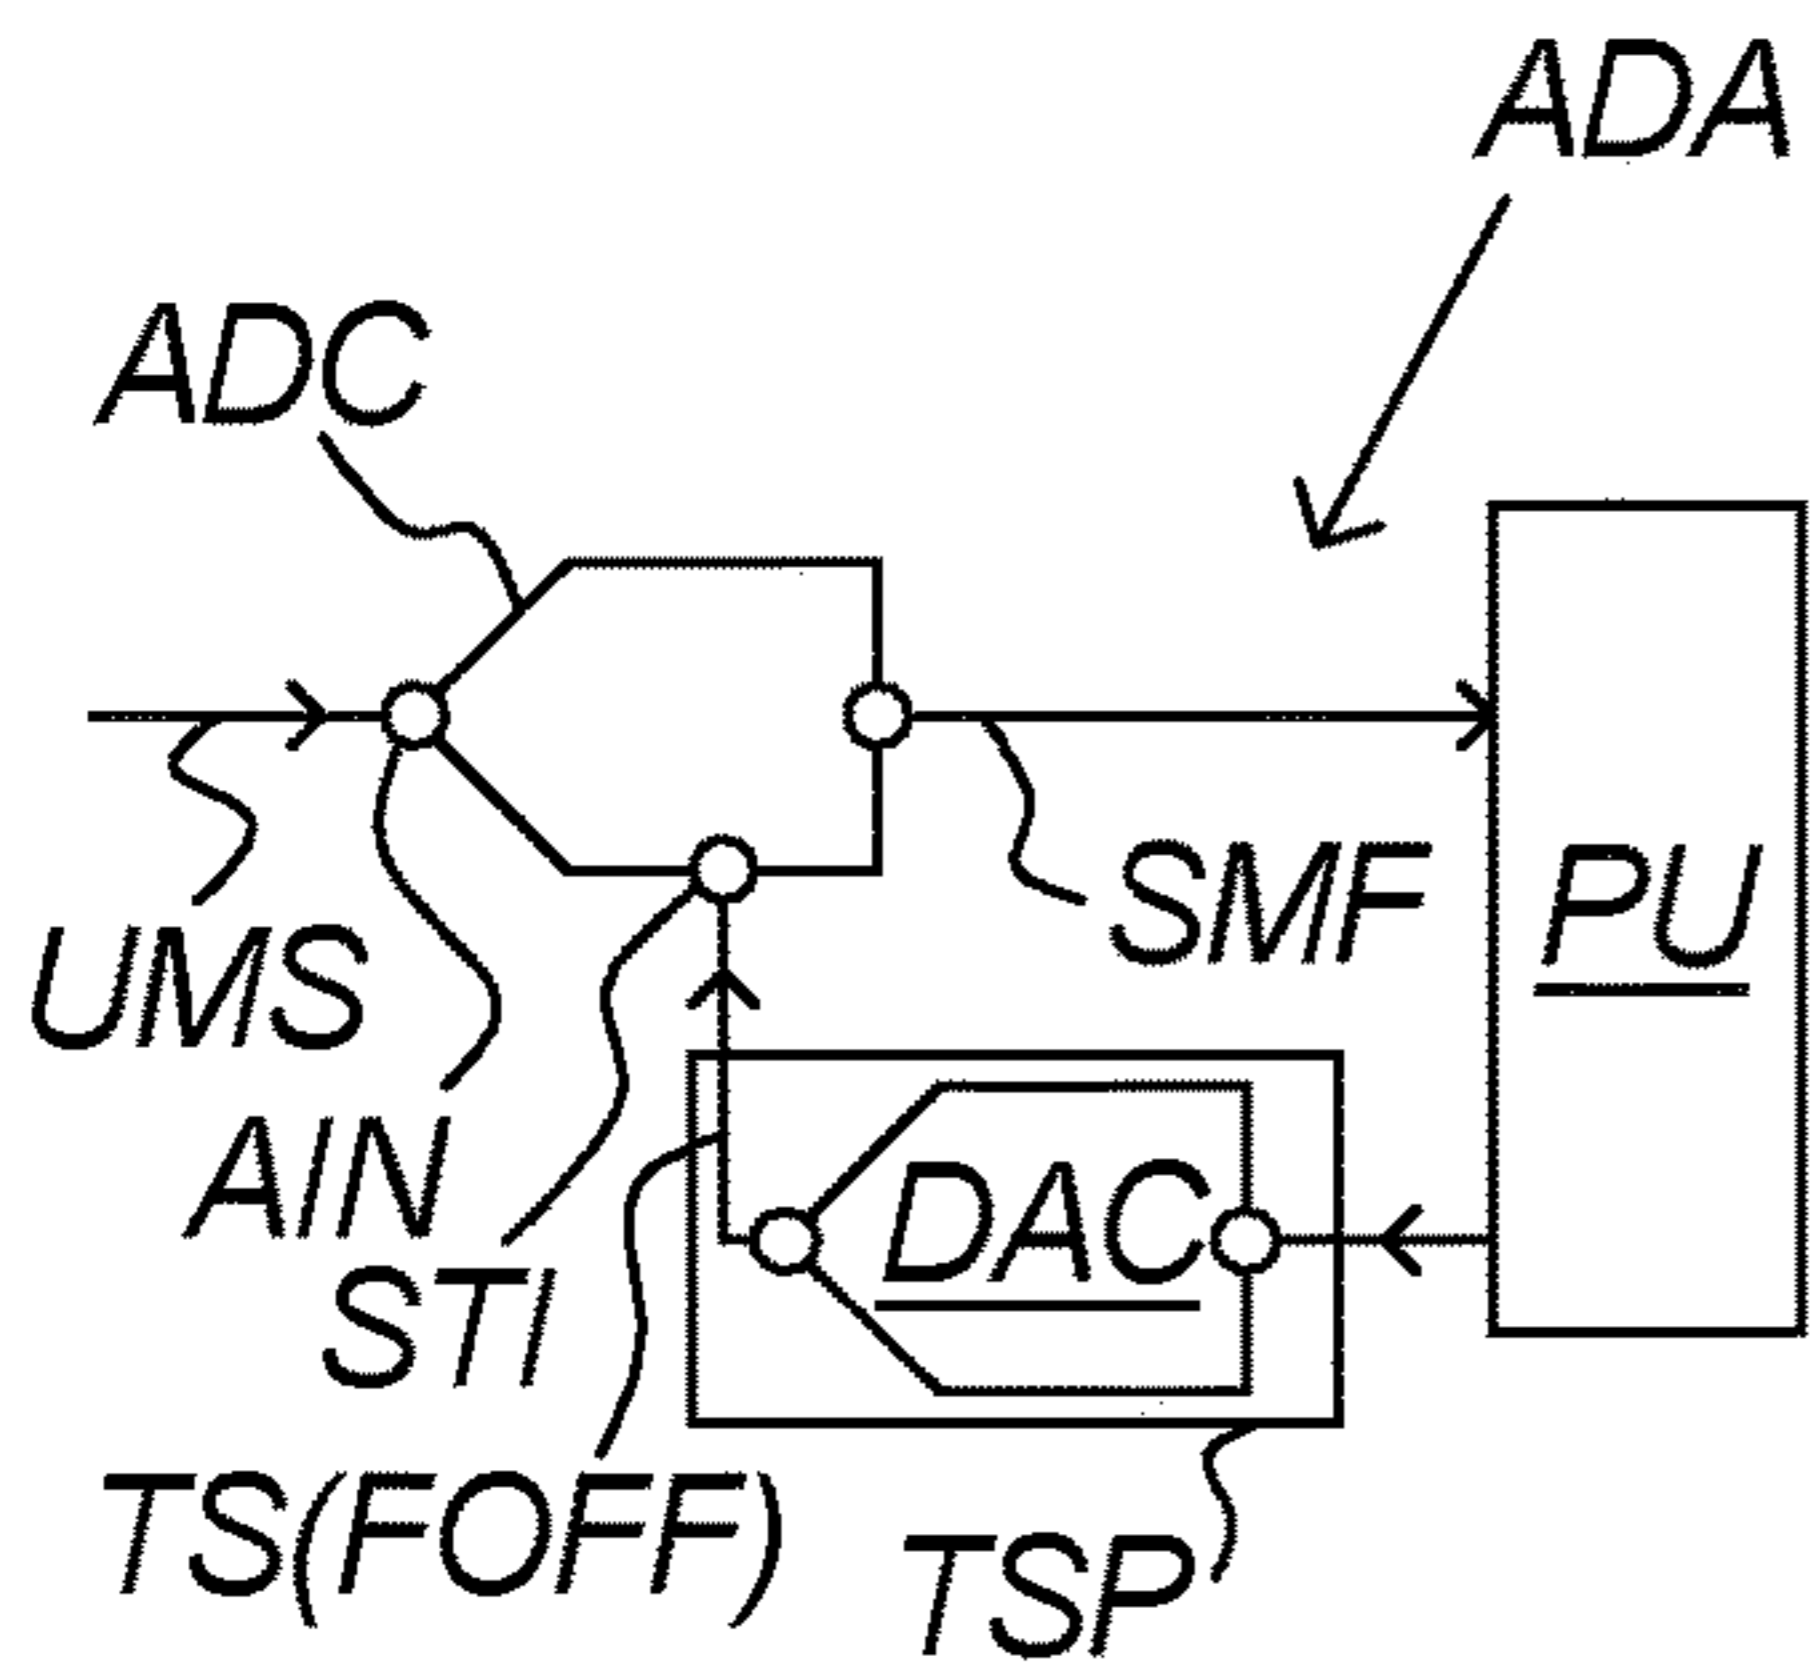 ADA
ADC
UMS
SMF
PU
AIN
DAC
STI
TS(FOFF)
TSP